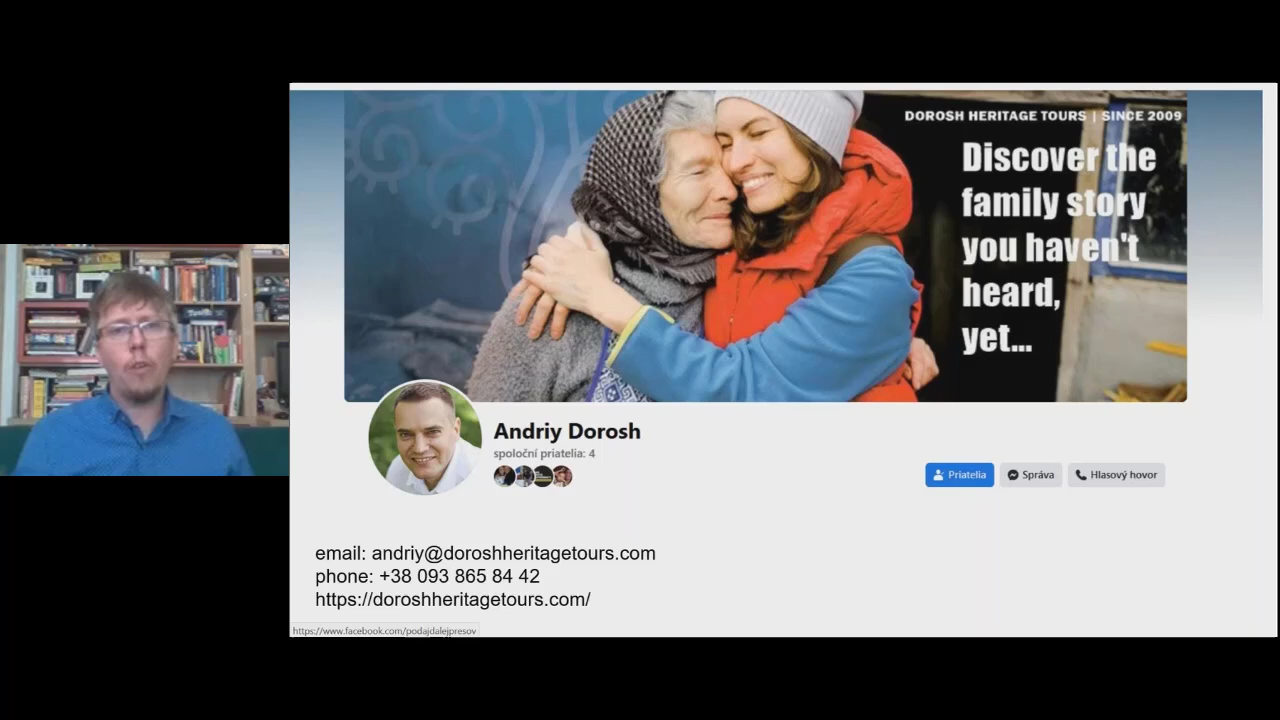 DOROSH HERITAGE TOURS | SINCE 2009
Discover the
family story
you haven't
heard,
yet...
Andriy Dorosh
spoloční priatelia: 4
Priatelia
Správa
Hlasový hovor
email: andriy@doroshheritagetours.com
phone: +38 093 865 84 42
https://doroshheritagetours.com/
https://www.facebook.com/podajdalejpresov